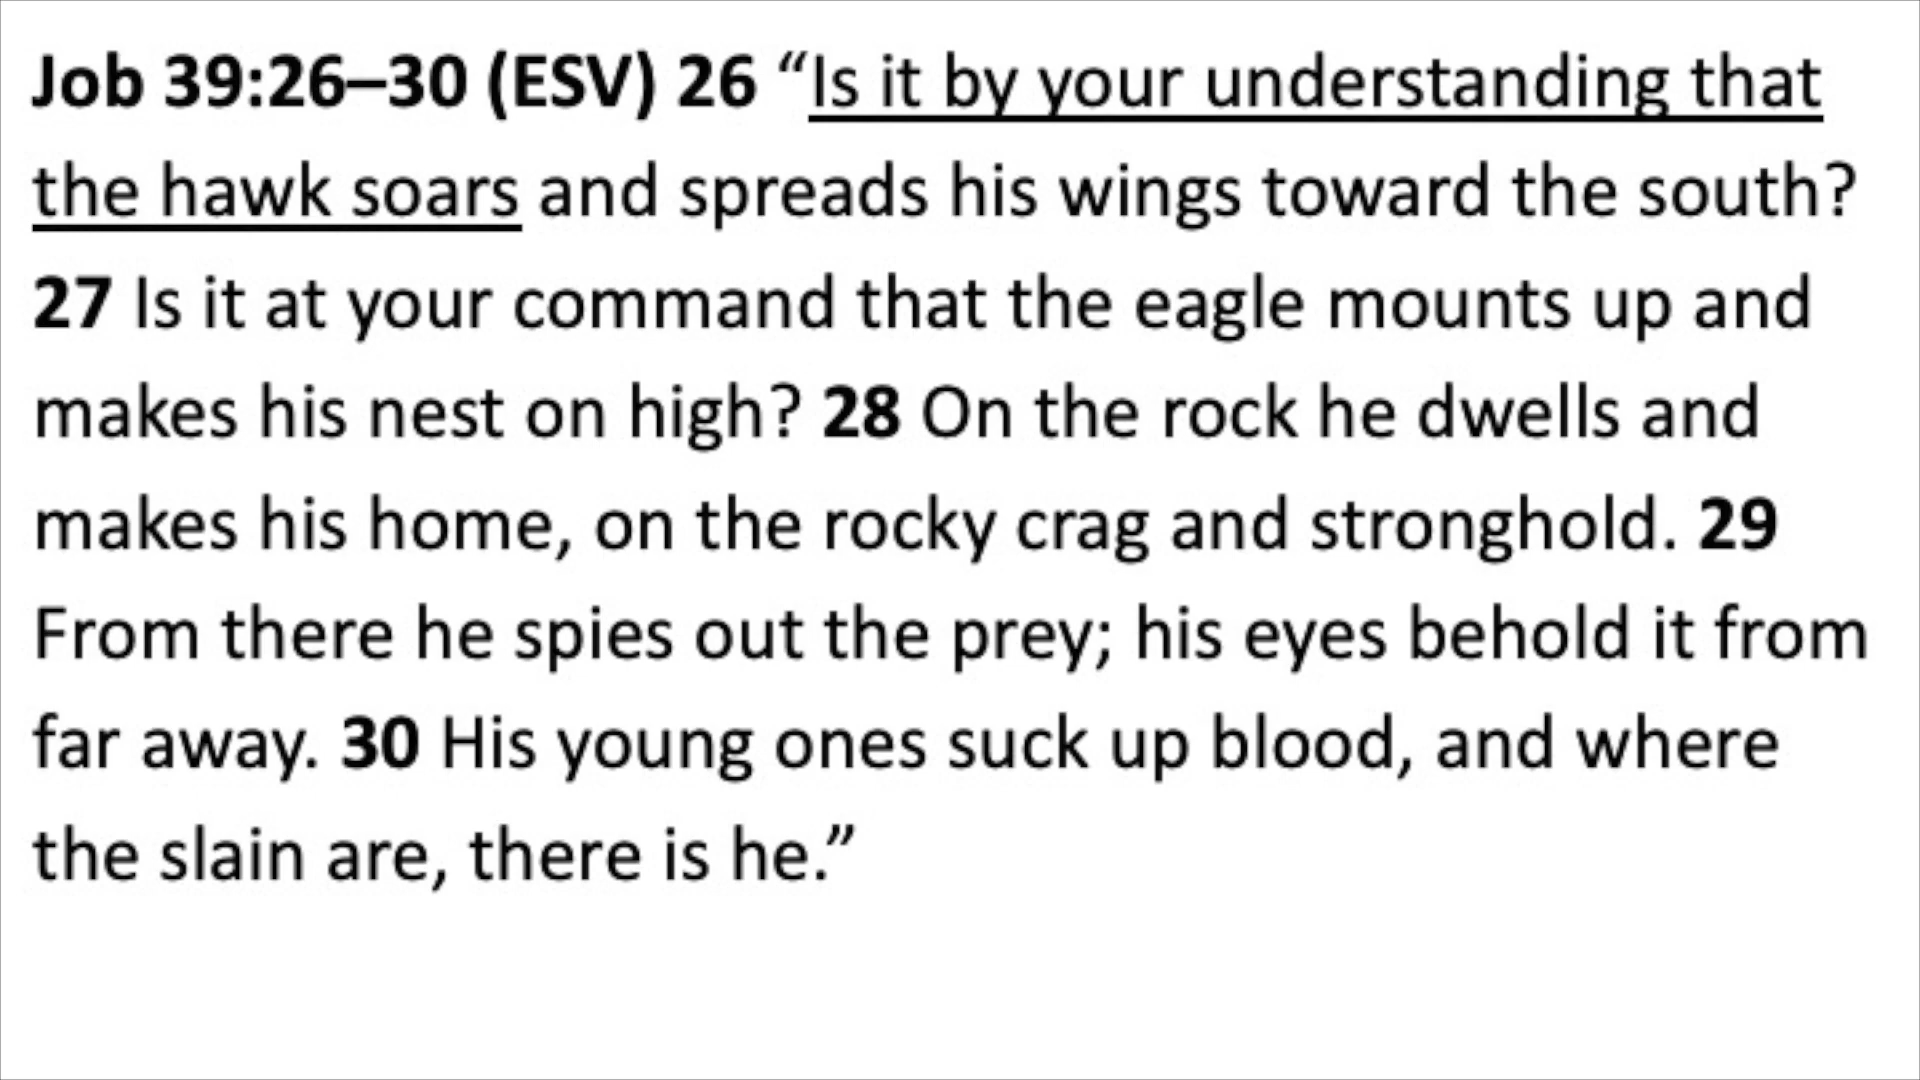 Job 39:26–30 (ESV) 26 “Is it by your understanding that
the hawk soars and spreads his wings toward the south?
27 Is it at your command that the eagle mounts up and
makes his nest on high? 28 On the rock he dwells and
makes his home, on the rocky crag and stronghold. 29
From there he spies out the prey; his eyes behold it from
far away. 30 His young ones suck up blood, and where
the slain are, there is he.”